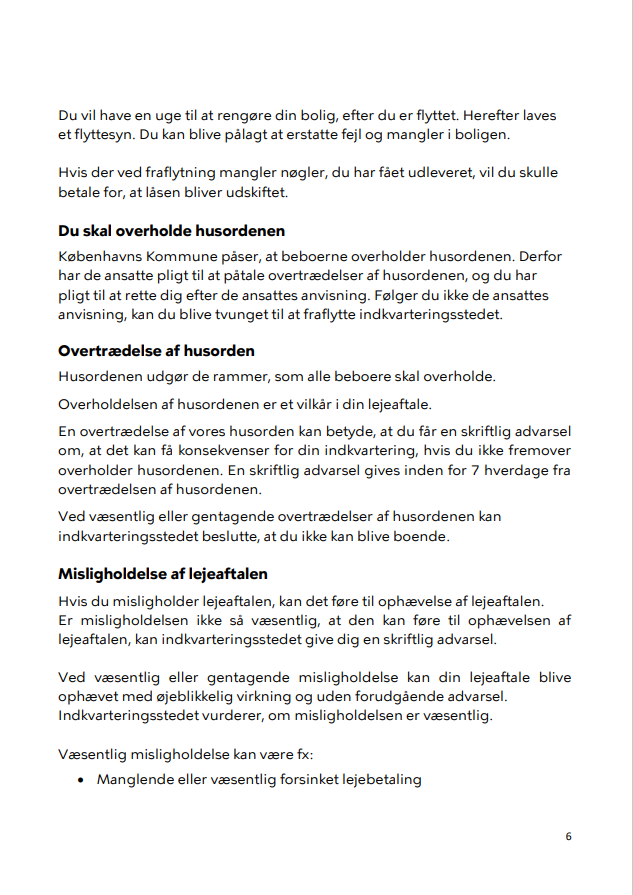 Du vil have en uge til at rengøre din bolig, efter du er flyttet. Herefter laves
et flyttesyn. Du kan blive pålagt at erstatte fejl og mangler i boligen.
Hvis der ved fraflytning mangler nøgler, du har fået udleveret, vil du skulle
betale for, at låsen bliver udskiftet.
Du skal overholde husordenen
Københavns Kommune påser, at beboerne overholder husordenen. Derfor
har de ansatte pligt til at påtale overtrædelser af husordenen, og du har
pligt til at rette dig efter de ansattes anvisning. Følger du ikke de ansattes
anvisning, kan du blive tvunget til at fraflytte indkvarteringsstedet.
Overtrædelse af husorden
Husordenen udgør de rammer, som alle beboere skal overholde.
Overholdelsen af husordenen er et vilkår i din lejeaftale.
En overtrædelse af vores husorden kan betyde, at du får en skriftlig advarsel
om, at det kan få konsekvenser for din indkvartering, hvis du ikke fremover
overholder husordenen. En skriftlig advarsel gives inden for 7 hverdage fra
overtrædelsen af husordenen.
Ved væsentlig eller gentagende overtrædelser af husordenen kan
indkvarteringsstedet beslutte, at du ikke kan blive boende.
Misligholdelse af lejeaftalen
Hvis du misligholder lejeaftalen, kan det føre til ophævelse af lejeaftalen.
Er misligholdelsen ikke så væsentlig, at den kan føre til ophævelsen af
lejeaftalen, kan indkvarteringsstedet give dig en skriftlig advarsel.
Ved væsentlig eller gentagende misligholdelse kan din lejeaftale blive
ophævet med øjeblikkelig virkning og uden forudgående advarsel.
Indkvarteringsstedet vurderer, om misligholdelsen er væsentlig.
Væsentlig misligholdelse kan være fx:
• Manglende eller væsentlig forsinket lejebetaling
6